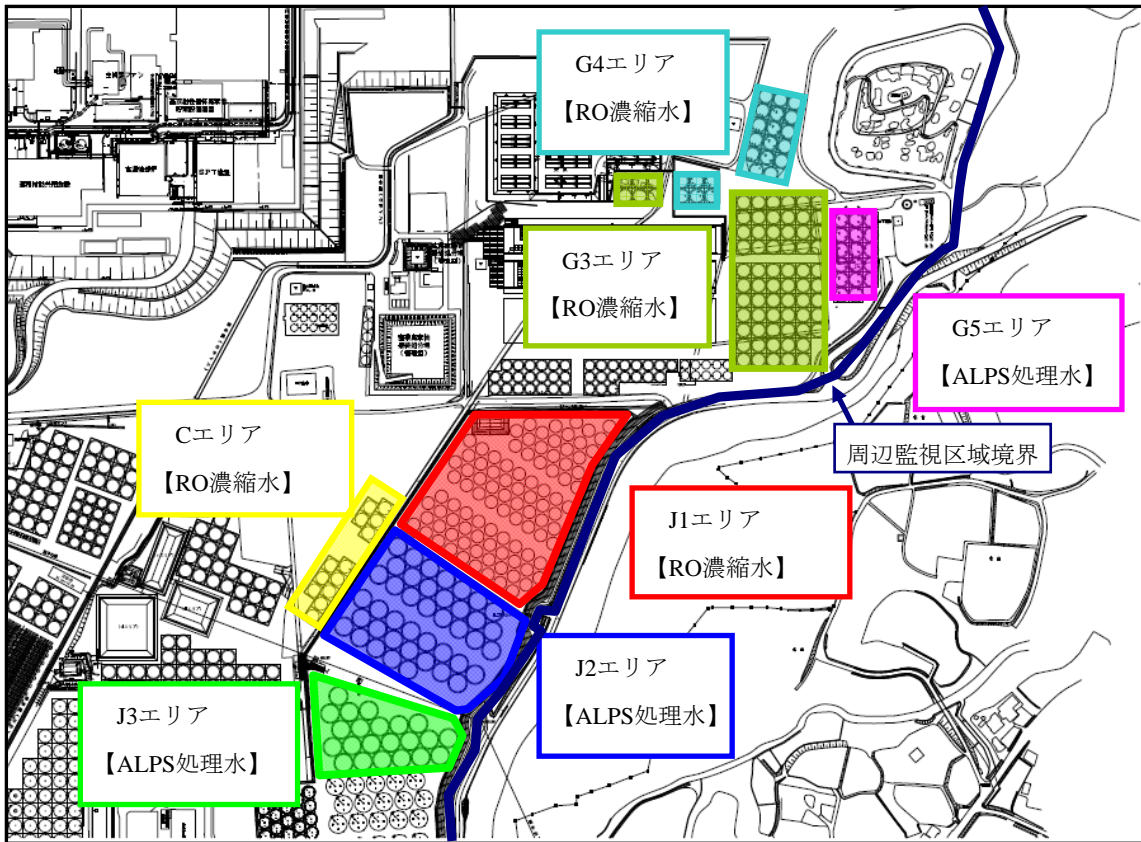 G4エリア
【RO濃縮水】
G3エリア
【RO濃縮水】
G5エリア
【ALPS処理水】
周辺監視区域境界
Cエリア
【RO濃縮水】
J1エリア
【RO濃縮水】
J2エリア
【ALPS処理水】
J3エリア
【ALPS処理水】